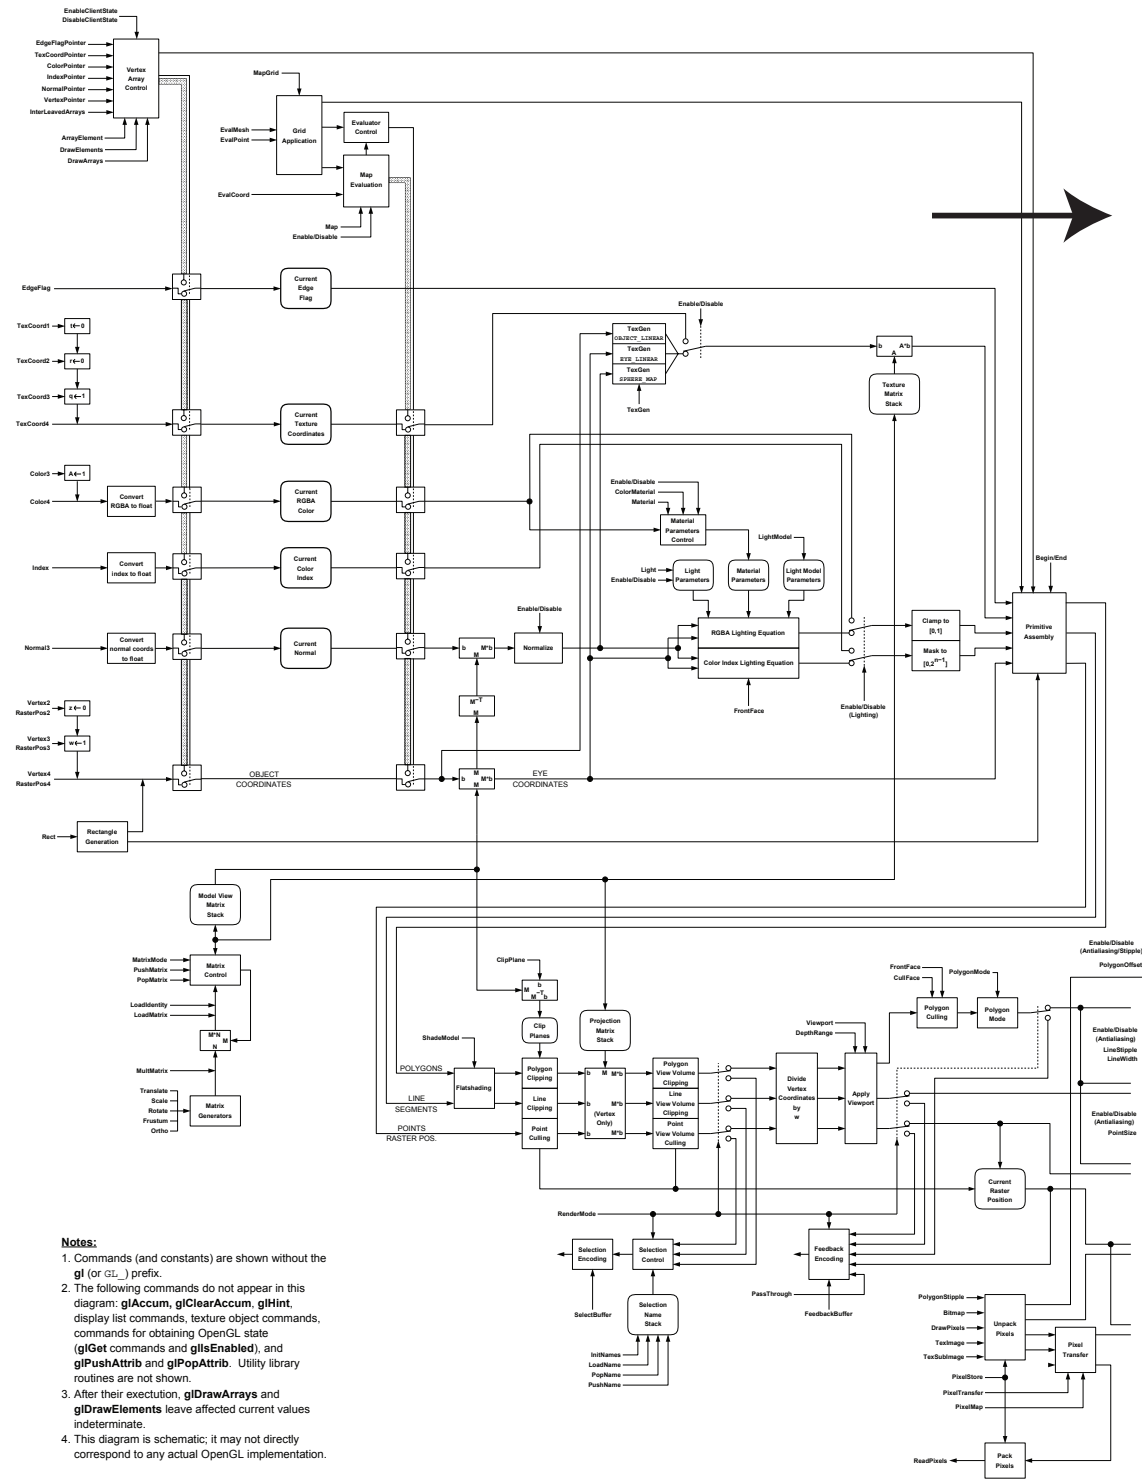 EnableClientState
DisableClientState
EdgeFlagPointer
TexCoordPointer
ColorPointer
IndexPointer
NormalPointer
VertexPointer
InterLeavedArrays
Vertex
Array
Control
ArrayElement
DrawElements
DrawArrays
MapGrid
EvalMesh
EvalPoint
Grid
Application
Evaluator
Control
Map
Evaluation
EvalCoord
Map
Enable/Disable
EdgeFlag
Current
Edge
Flag
TexCoord1
t←0
TexCoord2
r←0
TexCoord3
q←1
TexCoord4
Current
Texture
Coordinates
Enable/Disable
TexGen
OBJECT_LINEAR
TexGen
EYE_LINEAR
TexGen
SPHERE_MAP
TexGen
b A*b
A
Texture
Matrix
Stack
Color3
A←1
Color4
Convert
RGBA to float
Current
RGBA
Color
Enable/Disable
ColorMaterial
Material
Material
Parameters
Control
LightModel
Index
Convert
index to float
Current
Color
Index
Light
Enable/Disable
Light
Parameters
Material
Parameters
Light Model
Parameters
Begin/End
Enable/Disable
Normal3
Convert
normal coords
to float
Current
Normal
b M*b
M
Normalize
RGBA Lighting Equation
Color Index Lighting Equation
FrontFace
Clamp to
[0,1]
Mask to
[0,2n−1]
Primitive
Assembly
Enable/Disable
(Lighting)
M−T
M
Vertex2
RasterPos2
z←0
Vertex3
RasterPos3
w←1
Vertex4
RasterPos4
OBJECT
COORDINATES
M
b M*b
M
EYE
COORDINATES
Rect
Rectangle
Generation
Model View
Matrix
Stack
MatrixMode
PushMatrix
PopMatrix
Matrix
Control
LoadIdentity
LoadMatrix
M*N
M
N
MultMatrix
Translate
Scale
Rotate
Frustum
Ortho
Matrix
Generators
ClipPlane
b
M −T
M b
Clip
Planes
Projection
Matrix
Stack
ShadeModel
POLYGONS
LINE
SEGMENTS
POINTS
RASTER POS.
Flatshading
Polygon
Clipping
Line
Clipping
Point
Culling
b M M*b
b M*b
(Vertex
Only)
b M*b
Polygon
View Volume
Clipping
Line
View Volume
Clipping
Point
View Volume
Culling
Divide
Vertex
Coordinates
by
w
Viewport
DepthRange
Apply
Viewport
FrontFace
CullFace
Polygon
Culling
PolygonMode
Polygon
Mode
Enable/Disable
(Antialiasing/Stipple)
PolygonOffset
Enable/Disable
(Antialiasing)
LineStipple
LineWidth
Enable/Disable
(Antialiasing)
PointSize
Current
Raster
Position
RenderMode
Selection
Encoding
Selection
Control
SelectBuffer
Selection
Name
Stack
InitNames
LoadName
PopName
PushName
Feedback
Encoding
PassThrough
FeedbackBuffer
PolygonStipple
Bitmap
DrawPixels
TexImage
TexSubImage
Unpack
Pixels
Pixel
Transfer
PixelStore
PixelTransfer
PixelMap
ReadPixels
Pack
Pixels
Notes:
1. Commands (and constants) are shown without the
gl (or GL_) prefix.
2. The following commands do not appear in this
diagram: glAccum, glClearAccum, glHint,
display list commands, texture object commands,
commands for obtaining OpenGL state
(glGet commands and glIsEnabled), and
glPushAttrib and glPopAttrib. Utility library
routines are not shown.
3. After their exectution, glDrawArrays and
glDrawElements leave affected current values
indeterminate.
4. This diagram is schematic; it may not directly
correspond to any actual OpenGL implementation.